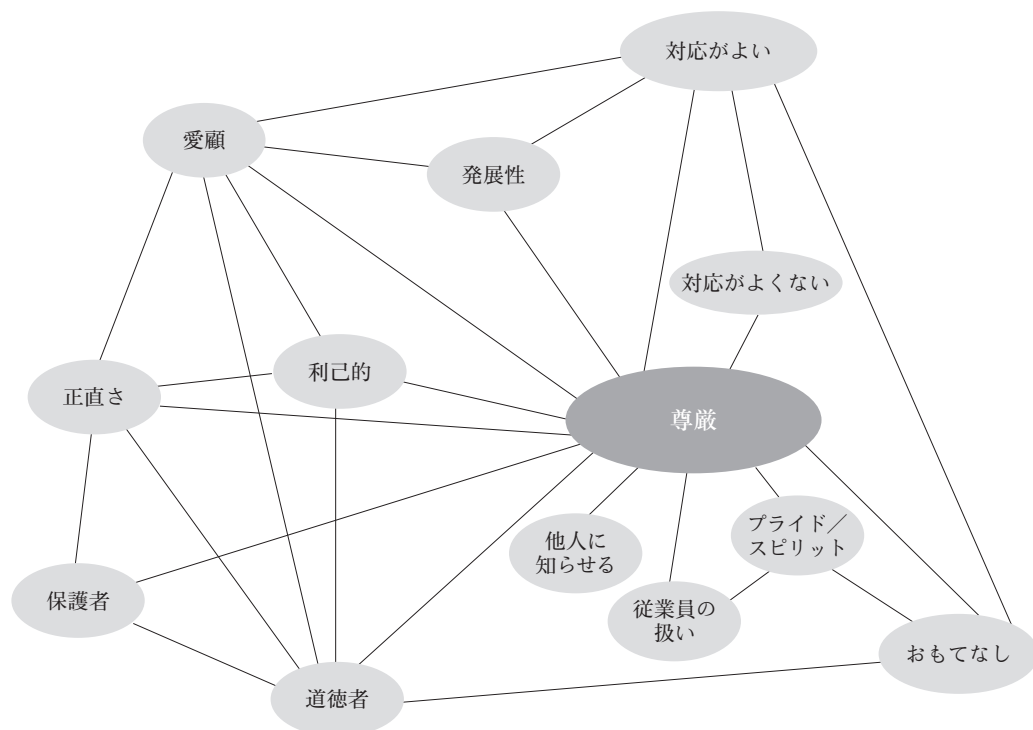 対応がよい
愛顧
発展性
対応がよくない
利己的
正直さ
尊厳
プライド／
スピリット
他人に
知らせる
保護者
従業員の
扱い
おもてなし
道徳者